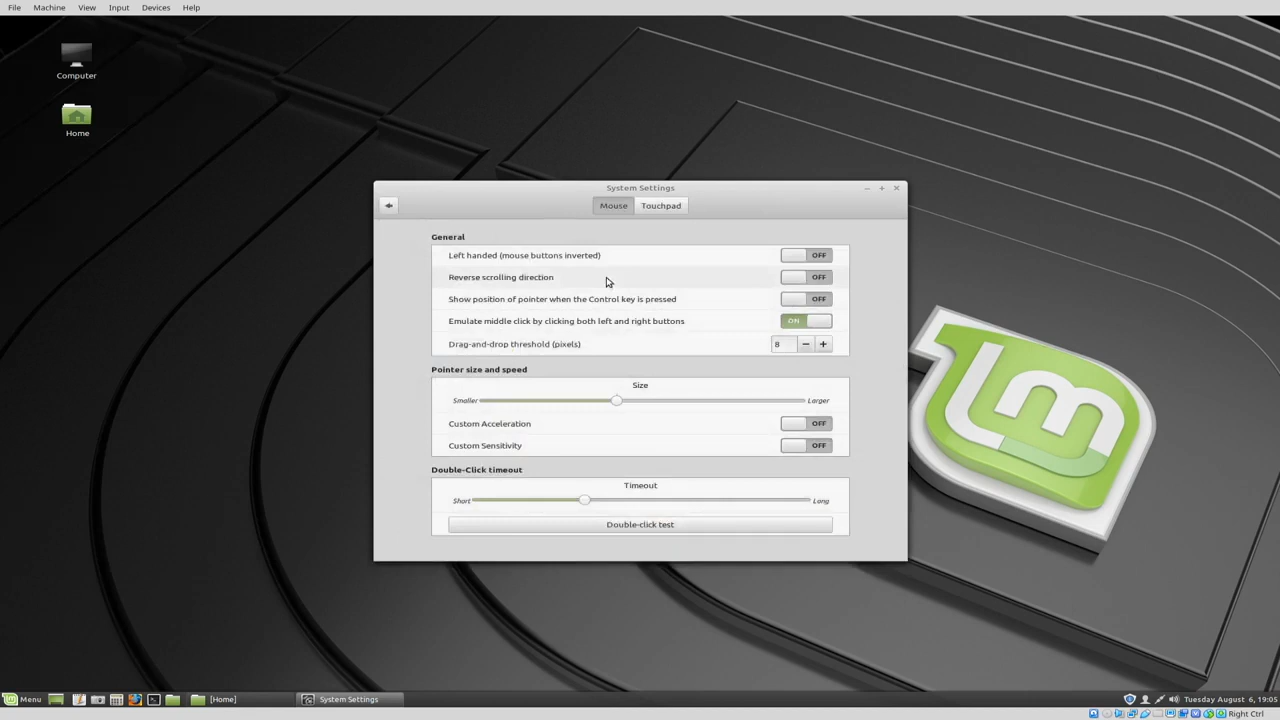 File Machine View Input Devices Help
Computer
Home
System Settings
Mouse Touchpad
General
Left handed (mouse buttons inverted) OFF
Reverse scrolling direction OFF
Show position of pointer when the Control key is pressed OFF
Emulate middle click by clicking both left and right buttons ON
Drag-and-drop threshold (pixels) 8 − +
Pointer size and speed
Size
Smaller Larger
Custom Acceleration OFF
Custom Sensitivity OFF
Double-Click timeout
Timeout
Short Long
Double-click test
Menu [Home] System Settings Tuesday August 6, 19:05
Right Ctrl